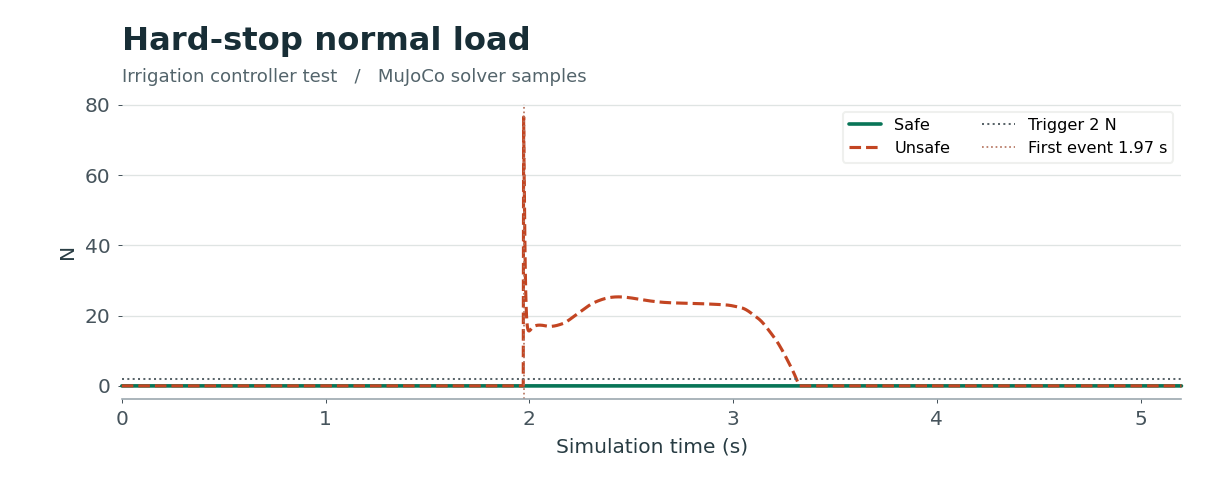 Hard-stop normal load
Irrigation controller test / MuJoCo solver samples
80
60
40
20
0
N
Safe
Unsafe
Trigger 2 N
First event 1.97 s
0 1 2 3 4 5
Simulation time (s)